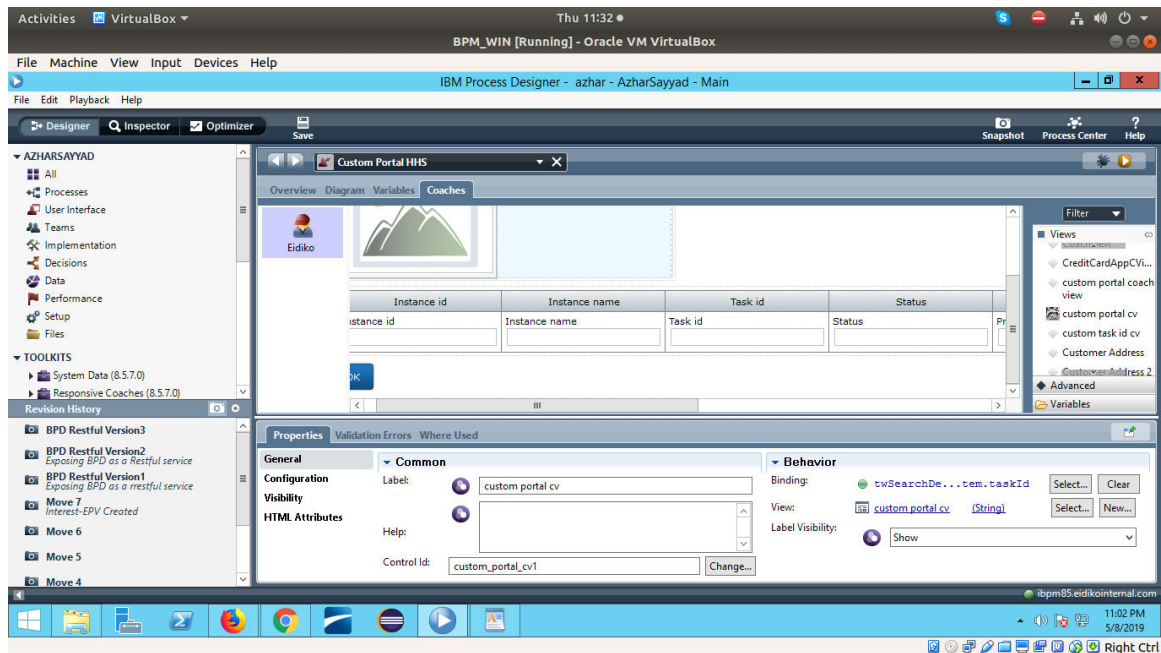 Activities VirtualBox Thu 11:32
BPM_WIN [Running] - Oracle VM VirtualBox
File Machine View Input Devices Help
IBM Process Designer - azhar - AzharSayyad - Main
File Edit Playback Help
Designer Inspector Optimizer Save Snapshot Process Center Help
AZHARSAYYAD
All
Processes
User Interface
Teams
Implementation
Decisions
Data
Performance
Setup
Files
TOOLKITS
System Data (8.5.7.0)
Responsive Coaches (8.5.7.0)
Revision History
BPD Restful Version3
BPD Restful Version2
Exposing BPD as a Restful service
BPD Restful Version1
Exposing BPD as a rrestful service
Move 7
Interest-EPV Created
Move 6
Move 5
Move 4
Custom Portal HHS
Overview Diagram Variables Coaches
Eidiko
Instance id Instance name Task id Status
nstance id Instance name Task id Status Pr
OK
Filter
Views
CreditCardAppCVi...
custom portal coach
view
custom portal cv
custom task id cv
Customer Address
Customer Address 2
Advanced
Variables
Properties Validation Errors Where Used
General
Configuration
Visibility
HTML Attributes
Common
Label: custom portal cv
Help:
Control Id: custom_portal_cv1 Change...
Behavior
Binding: twSearchDe...tem.taskId Select... Clear
View: custom portal cv (String) Select... New...
Label Visibility: Show
ibpm85.eidikointernal.com
11:02 PM
5/8/2019
Right Ctrl